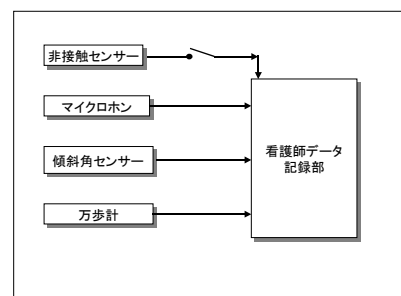 非接触センサー
マイクロホン
傾斜角センサー
万歩計
看護師データ
記録部